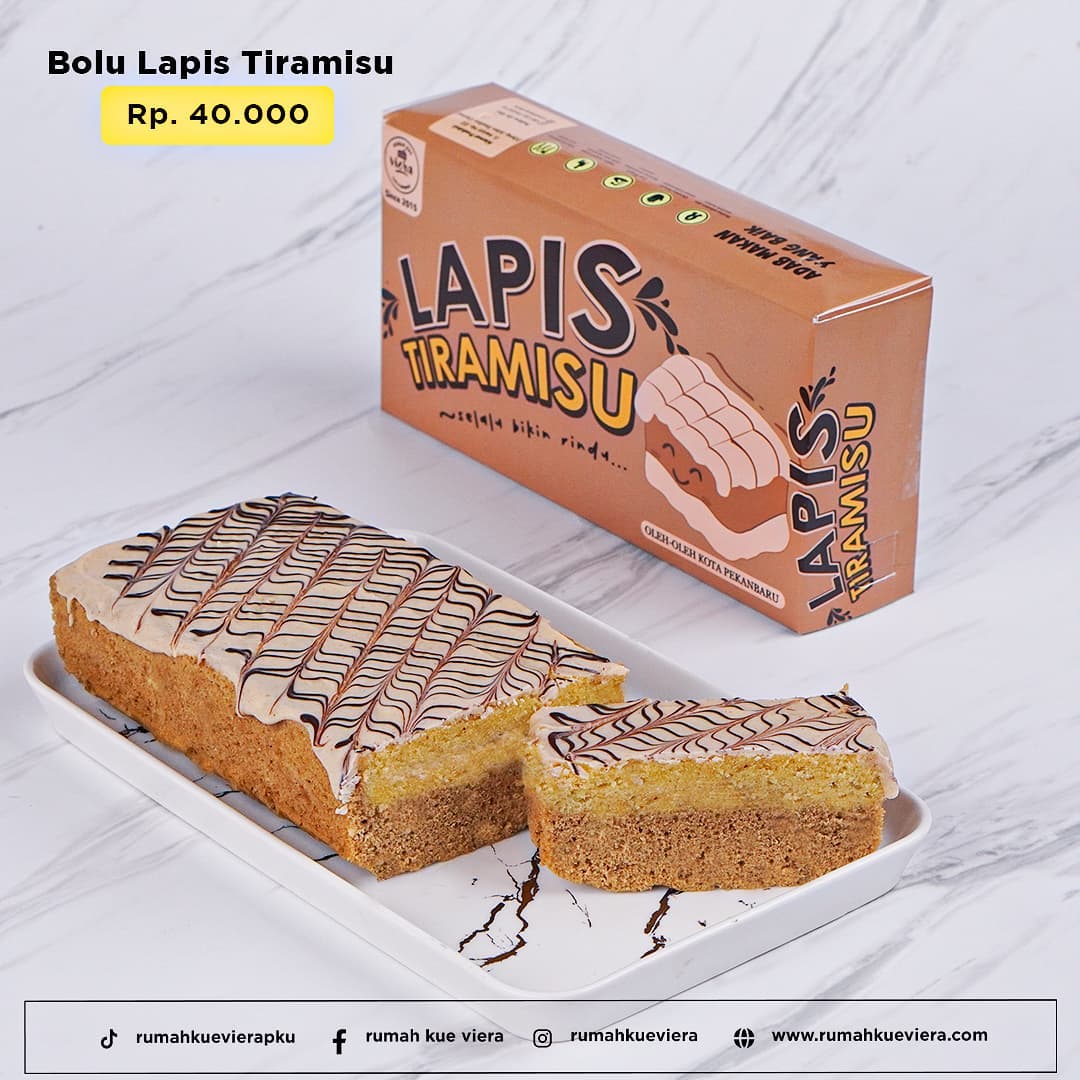 Bolu Lapis Tiramisu
Rp. 40.000
viera
Since 2015
ADAB MAKAN
YANG BAIK
LAPIS
TIRAMISU
~selalu bikin rindu...
OLEH-OLEH KOTA PEKANBARU
LAPIS
TIRAMISU
rumahkuevierapku
rumah kue viera
rumahkueviera
www.rumahkueviera.com